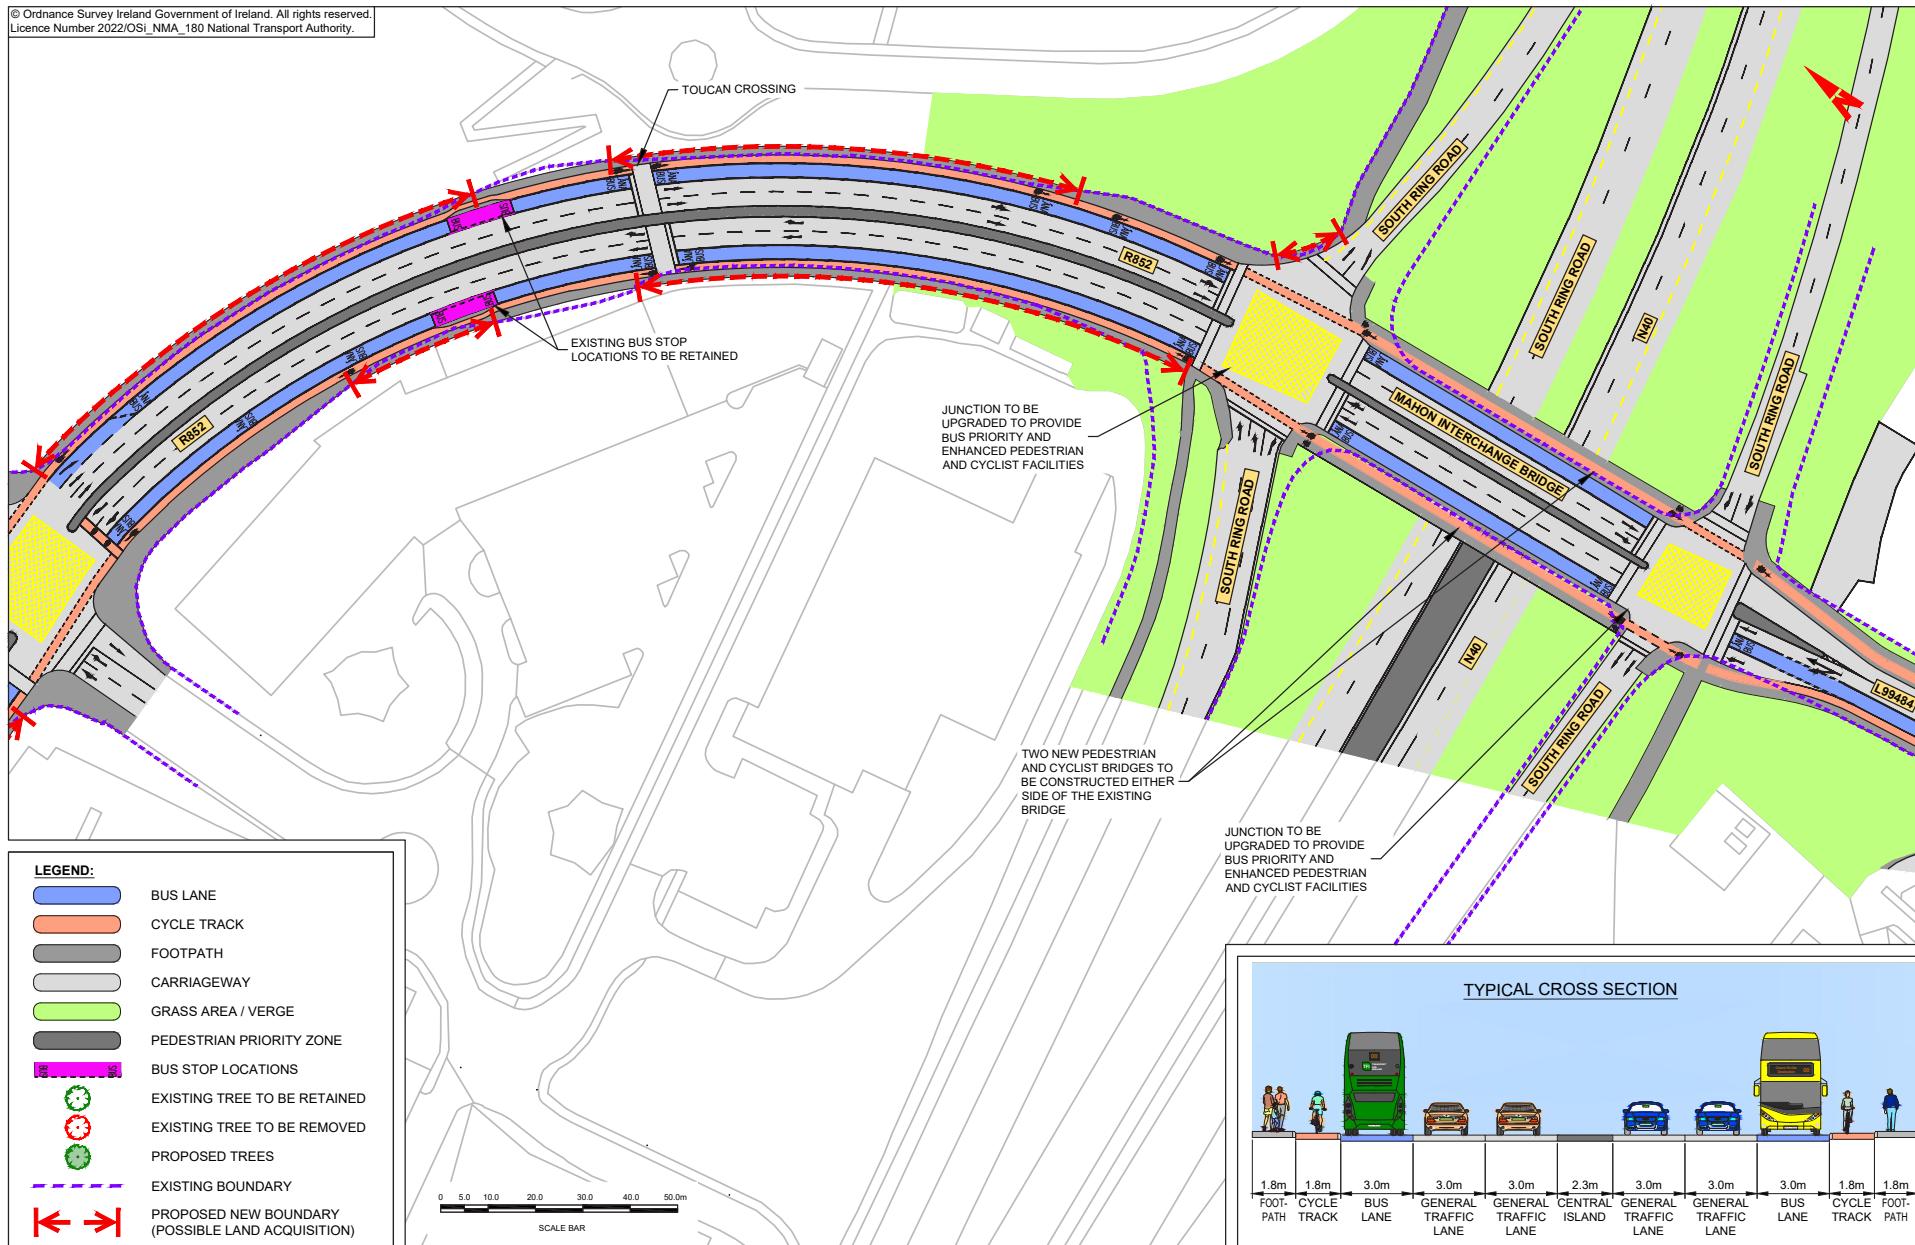 © Ordnance Survey Ireland Government of Ireland. All rights reserved.
Licence Number 2022/OSi_NMA_180 National Transport Authority.
TOUCAN CROSSING
SOUTH RING ROAD
SOUTH RING ROAD
N40
SOUTH RING ROAD
R852
R852
EXISTING BUS STOP
LOCATIONS TO BE RETAINED
MAHON INTERCHANGE BRIDGE
JUNCTION TO BE
UPGRADED TO PROVIDE
BUS PRIORITY AND
ENHANCED PEDESTRIAN
AND CYCLIST FACILITIES
SOUTH RING ROAD
N40
SOUTH RING ROAD
L99484
TWO NEW PEDESTRIAN
AND CYCLIST BRIDGES TO
BE CONSTRUCTED EITHER
SIDE OF THE EXISTING
BRIDGE
JUNCTION TO BE
UPGRADED TO PROVIDE
BUS PRIORITY AND
ENHANCED PEDESTRIAN
AND CYCLIST FACILITIES
LEGEND:
BUS LANE
CYCLE TRACK
FOOTPATH
CARRIAGEWAY
GRASS AREA / VERGE
PEDESTRIAN PRIORITY ZONE
BUS BUS BUS STOP LOCATIONS
EXISTING TREE TO BE RETAINED
EXISTING TREE TO BE REMOVED
PROPOSED TREES
EXISTING BOUNDARY
PROPOSED NEW BOUNDARY
(POSSIBLE LAND ACQUISITION)
0 5.0 10.0 20.0 30.0 40.0 50.0m
SCALE BAR
TYPICAL CROSS SECTION
1.8m 1.8m 3.0m 3.0m 3.0m 2.3m 3.0m 3.0m 3.0m 1.8m 1.8m
FOOT- CYCLE BUS GENERAL GENERAL CENTRAL GENERAL GENERAL BUS CYCLE FOOT-
PATH TRACK LANE TRAFFIC TRAFFIC ISLAND TRAFFIC TRAFFIC LANE TRACK PATH
LANE LANE LANE LANE